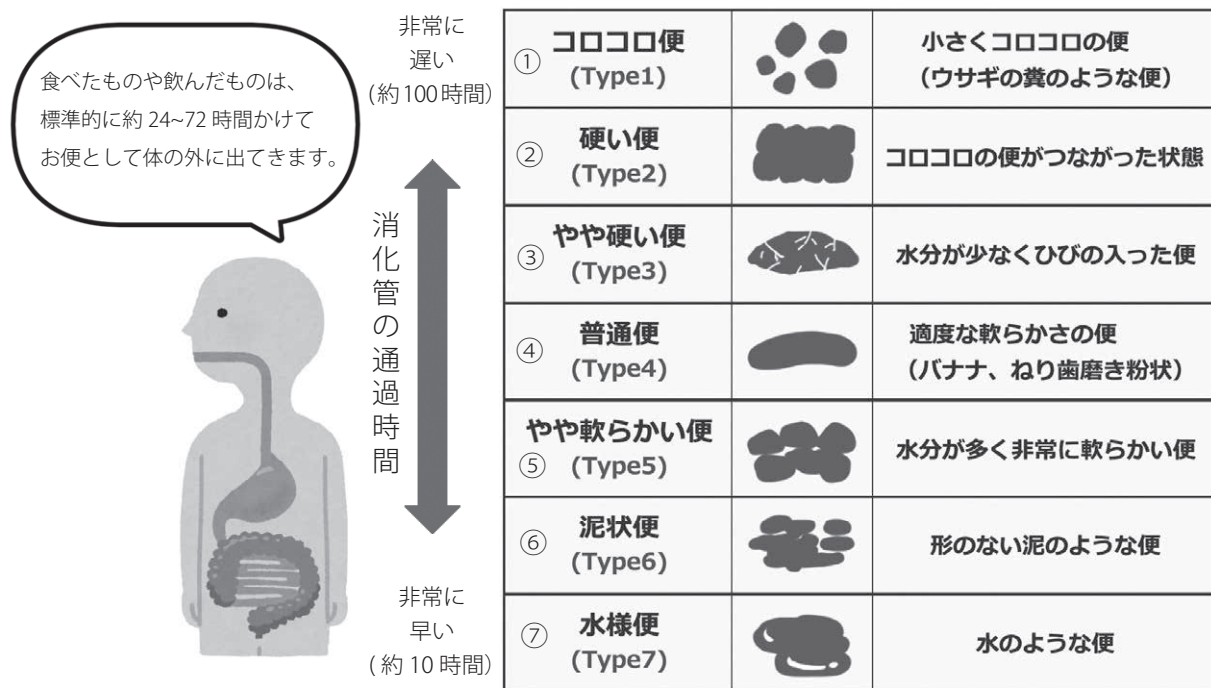 食べたものや飲んだものは、
標準的に約 24~72 時間かけて
お便として体の外に出てきます。
非常に
遅い
(約100時間)
消化管の通過時間
非常に
早い
(約10時間)
① コロコロ便
(Type1)
小さくコロコロの便
（ウサギの糞のような便）
② 硬い便
(Type2)
コロコロの便がつながった状態
③ やや硬い便
(Type3)
水分が少なくひびの入った便
④ 普通便
(Type4)
適度な軟らかさの便
（バナナ、ねり歯磨き粉状）
やや軟らかい便
⑤ (Type5)
水分が多く非常に軟らかい便
⑥ 泥状便
(Type6)
形のない泥のような便
⑦ 水様便
(Type7)
水のような便